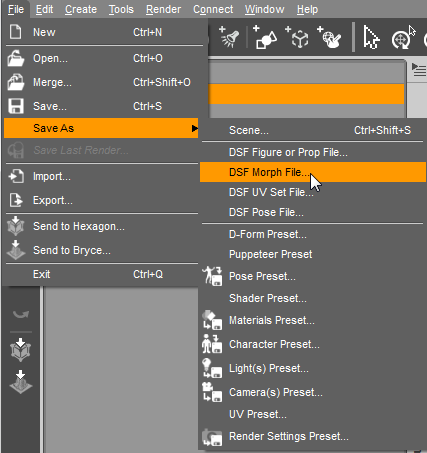 File Edit Create Tools Render Connect Window Help
New Ctrl+N
Open... Ctrl+O
Merge... Ctrl+Shift+O
Save... Ctrl+S
Save As
Save Last Render...
Import...
Export...
Send to Hexagon...
Send to Bryce...
Exit Ctrl+Q
Scene... Ctrl+Shift+S
DSF Figure or Prop File...
DSF Morph File...
DSF UV Set File...
DSF Pose File...
D-Form Preset...
Puppeteer Preset
Pose Preset...
Shader Preset...
Materials Preset...
Character Preset...
Light(s) Preset...
Camera(s) Preset...
UV Preset...
Render Settings Preset...